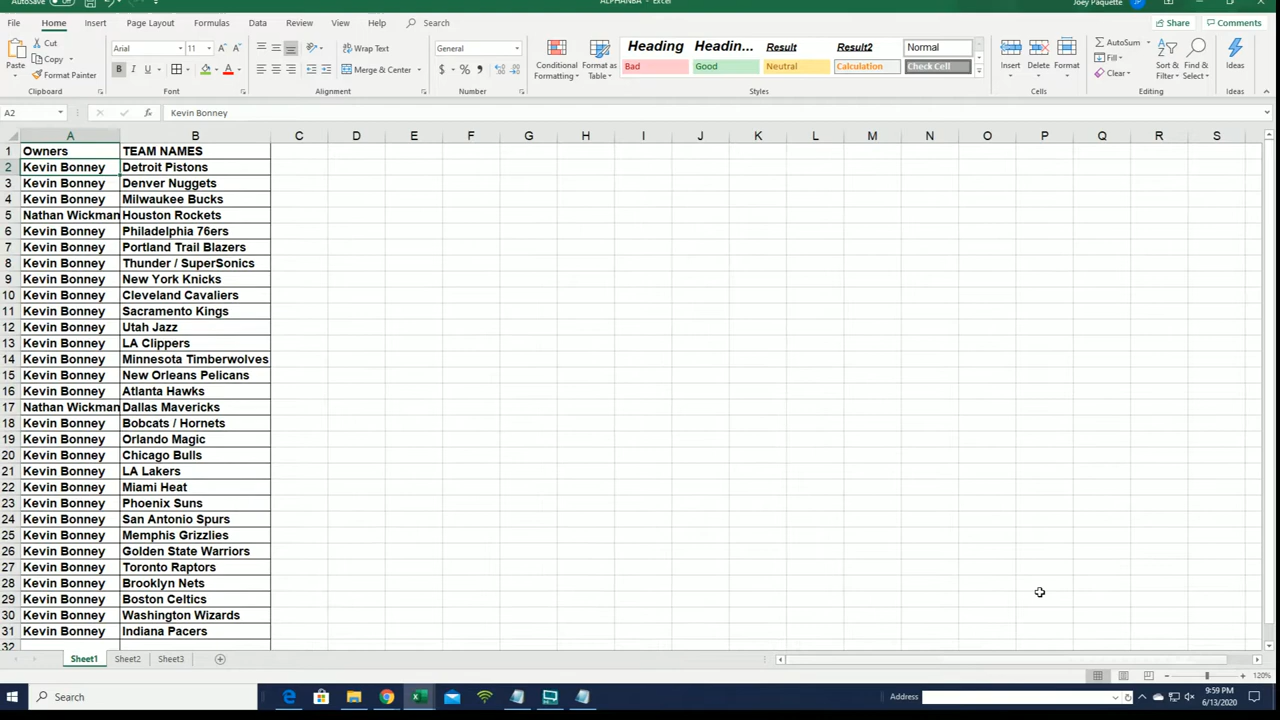 AutoSave Off ALPHANBA - Excel Joey Paquette JP
File Home Insert Page Layout Formulas Data Review View Help Search Share Comments
Cut Arial 11 Wrap Text General Heading Headin... Result Result2 Normal AutoSum
Paste Copy Conditional Format as Insert Delete Format Fill Sort & Find & Ideas
Format Painter Merge & Center Formatting Table Bad Good Neutral Calculation Check Cell Clear Filter Select
Clipboard Font Alignment Number Styles Cells Editing Ideas
A2 fx Kevin Bonney
A B C D E F G H I J K L M N O P Q R S
1 Owners TEAM NAMES
2 Kevin Bonney Detroit Pistons
3 Kevin Bonney Denver Nuggets
4 Kevin Bonney Milwaukee Bucks
5 Nathan Wickman Houston Rockets
6 Kevin Bonney Philadelphia 76ers
7 Kevin Bonney Portland Trail Blazers
8 Kevin Bonney Thunder / SuperSonics
9 Kevin Bonney New York Knicks
10 Kevin Bonney Cleveland Cavaliers
11 Kevin Bonney Sacramento Kings
12 Kevin Bonney Utah Jazz
13 Kevin Bonney LA Clippers
14 Kevin Bonney Minnesota Timberwolves
15 Kevin Bonney New Orleans Pelicans
16 Kevin Bonney Atlanta Hawks
17 Nathan Wickman Dallas Mavericks
18 Kevin Bonney Bobcats / Hornets
19 Kevin Bonney Orlando Magic
20 Kevin Bonney Chicago Bulls
21 Kevin Bonney LA Lakers
22 Kevin Bonney Miami Heat
23 Kevin Bonney Phoenix Suns
24 Kevin Bonney San Antonio Spurs
25 Kevin Bonney Memphis Grizzlies
26 Kevin Bonney Golden State Warriors
27 Kevin Bonney Toronto Raptors
28 Kevin Bonney Brooklyn Nets
29 Kevin Bonney Boston Celtics
30 Kevin Bonney Washington Wizards
31 Kevin Bonney Indiana Pacers
32
Sheet1 Sheet2 Sheet3
120%
Search Address 9:59 PM
6/13/2020